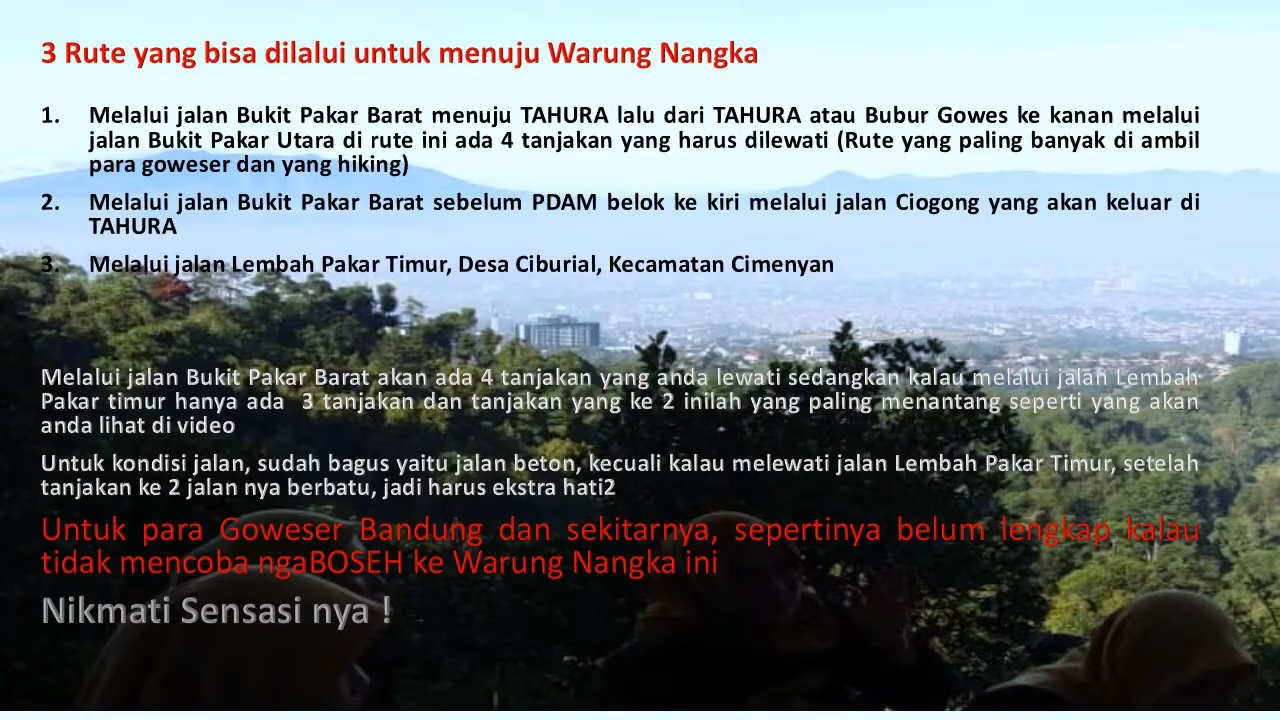 3 Rute yang bisa dilalui untuk menuju Warung Nangka
1. Melalui jalan Bukit Pakar Barat menuju TAHURA lalu dari TAHURA atau Bubur Gowes ke kanan melalui
jalan Bukit Pakar Utara di rute ini ada 4 tanjakan yang harus dilewati (Rute yang paling banyak di ambil
para goweser dan yang hiking)
2. Melalui jalan Bukit Pakar Barat sebelum PDAM belok ke kiri melalui jalan Ciogong yang akan keluar di
TAHURA
3. Melalui jalan Lembah Pakar Timur, Desa Ciburial, Kecamatan Cimenyan
Melalui jalan Bukit Pakar Barat akan ada 4 tanjakan yang anda lewati sedangkan kalau melalui jalan Lembah
Pakar timur hanya ada 3 tanjakan dan tanjakan yang ke 2 inilah yang paling menantang seperti yang akan
anda lihat di video
Untuk kondisi jalan, sudah bagus yaitu jalan beton, kecuali kalau melewati jalan Lembah Pakar Timur, setelah
tanjakan ke 2 jalan nya berbatu, jadi harus ekstra hati2
Untuk para Goweser Bandung dan sekitarnya, sepertinya belum lengkap kalau
tidak mencoba ngaBOSEH ke Warung Nangka ini
Nikmati Sensasi nya !